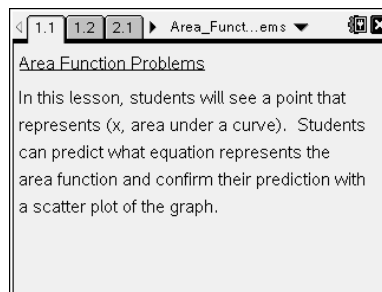 1.1 1.2 2.1 Area_Funct...ems
Area Function Problems
In this lesson, students will see a point that
represents (x, area under a curve). Students
can predict what equation represents the
area function and confirm their prediction with
a scatter plot of the graph.